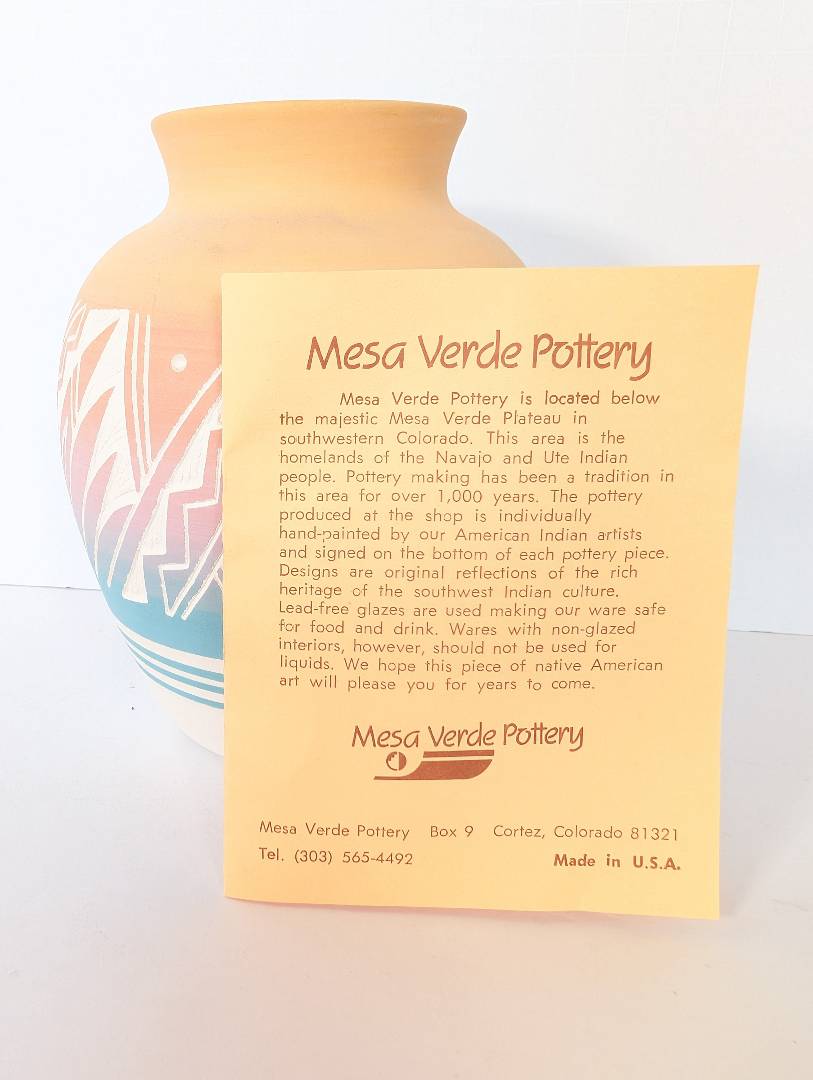 Mesa Verde Pottery
Mesa Verde Pottery is located below
the majestic Mesa Verde Plateau in
southwestern Colorado. This area is the
homelands of the Navajo and Ute Indian
people. Pottery making has been a tradition in
this area for over 1,000 years. The pottery
produced at the shop is individually
hand-painted by our American Indian artists
and signed on the bottom of each pottery piece.
Designs are original reflections of the rich
heritage of the southwest Indian culture.
Lead-free glazes are used making our ware safe
for food and drink. Wares with non-glazed
interiors, however, should not be used for
liquids. We hope this piece of native American
art will please you for years to come.
Mesa Verde Pottery
Mesa Verde Pottery Box 9 Cortez, Colorado 81321
Tel. (303) 565-4492 Made in U.S.A.